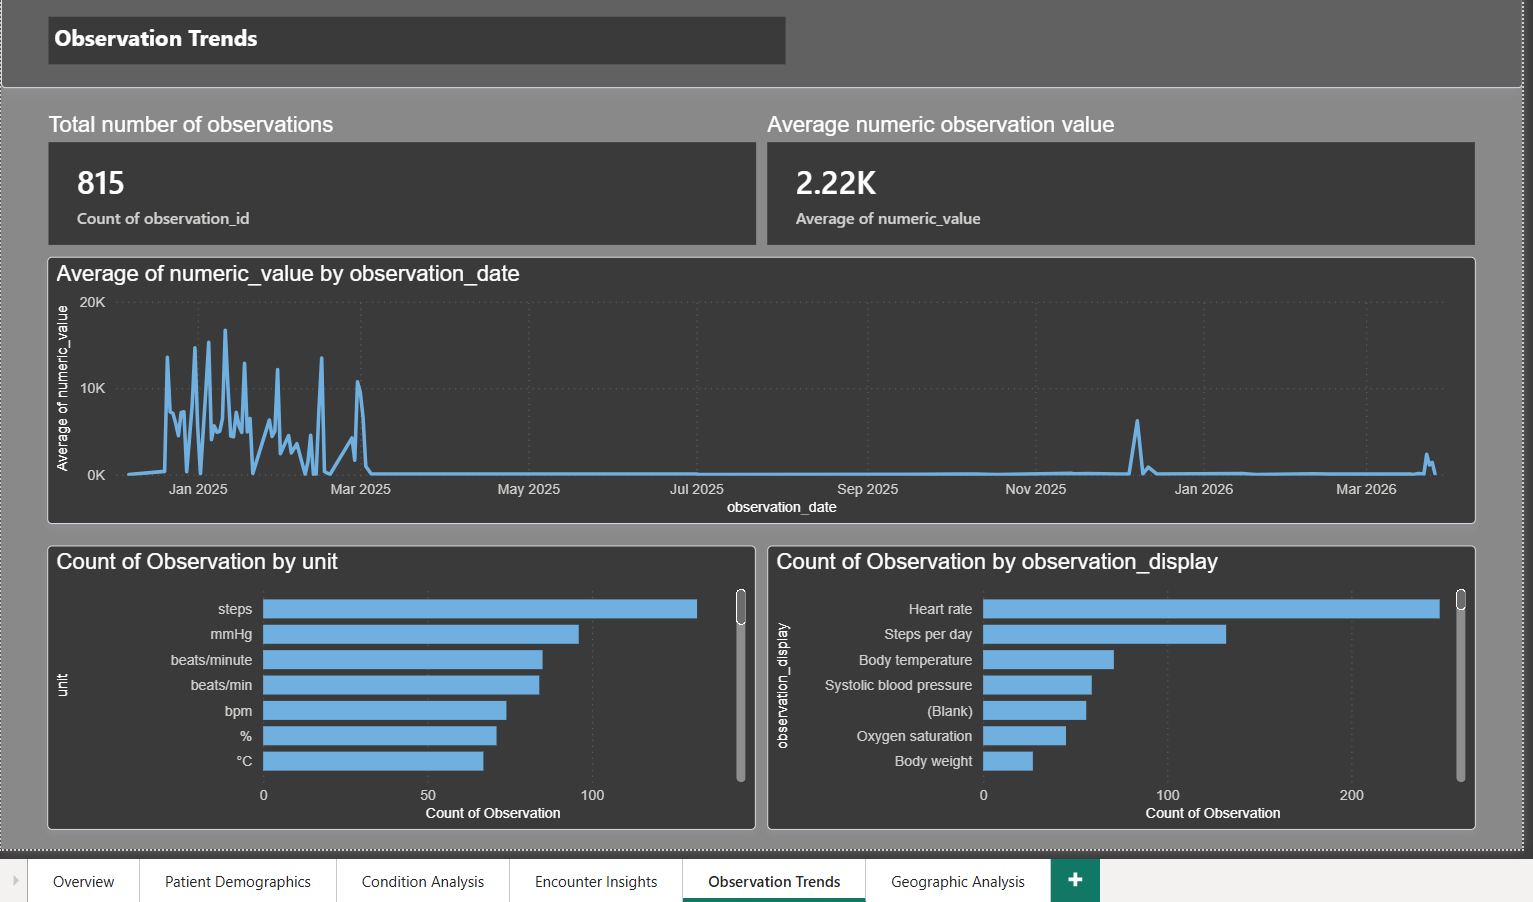 Observation Trends
Total number of observations
815
Count of observation_id
Average numeric observation value
2.22K
Average of numeric_value
Average of numeric_value by observation_date
Average of numeric_value
20K
10K
0K
Jan 2025
Mar 2025
May 2025
Jul 2025
Sep 2025
Nov 2025
Jan 2026
Mar 2026
observation_date
Count of Observation by unit
unit
steps
mmHg
beats/minute
beats/min
bpm
%
°C
0
50
100
Count of Observation
Count of Observation by observation_display
observation_display
Heart rate
Steps per day
Body temperature
Systolic blood pressure
(Blank)
Oxygen saturation
Body weight
0
100
200
Count of Observation
Overview
Patient Demographics
Condition Analysis
Encounter Insights
Observation Trends
Geographic Analysis
+